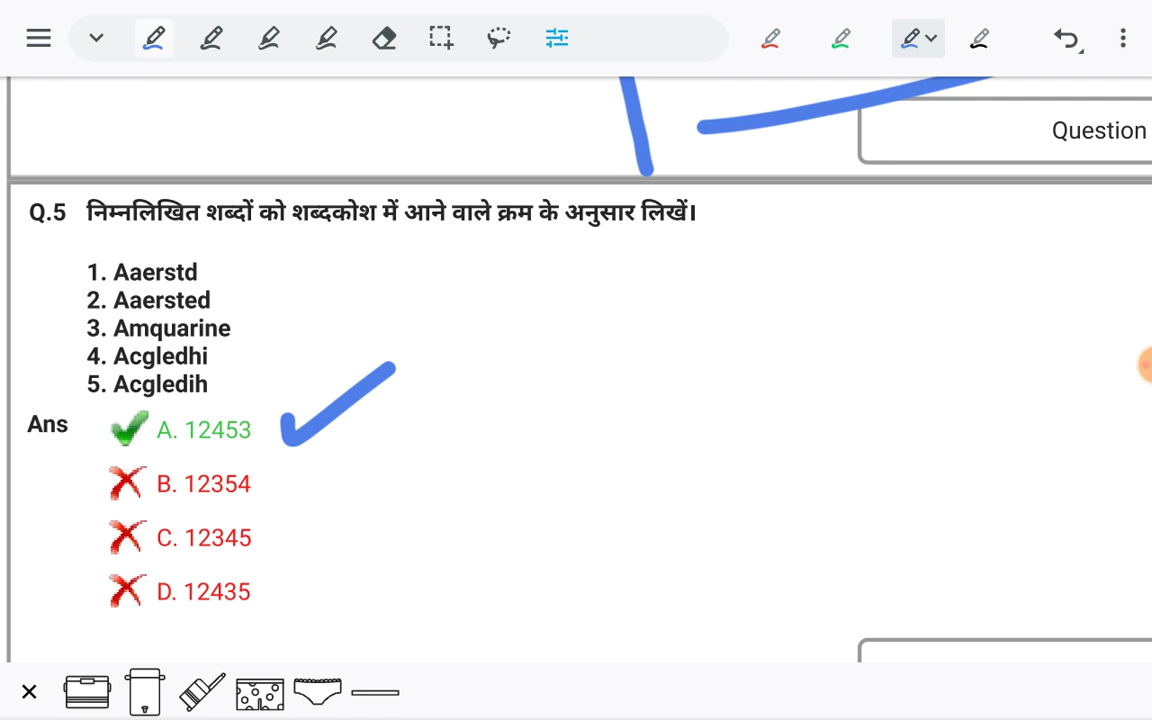 Question
Q.5 निम्नलिखित शब्दों को शब्दकोश में आने वाले क्रम के अनुसार लिखें।
1. Aaerstd
2. Aaersted
3. Amquarine
4. Acgledhi
5. Acgledih
Ans A. 12453
B. 12354
C. 12345
D. 12435